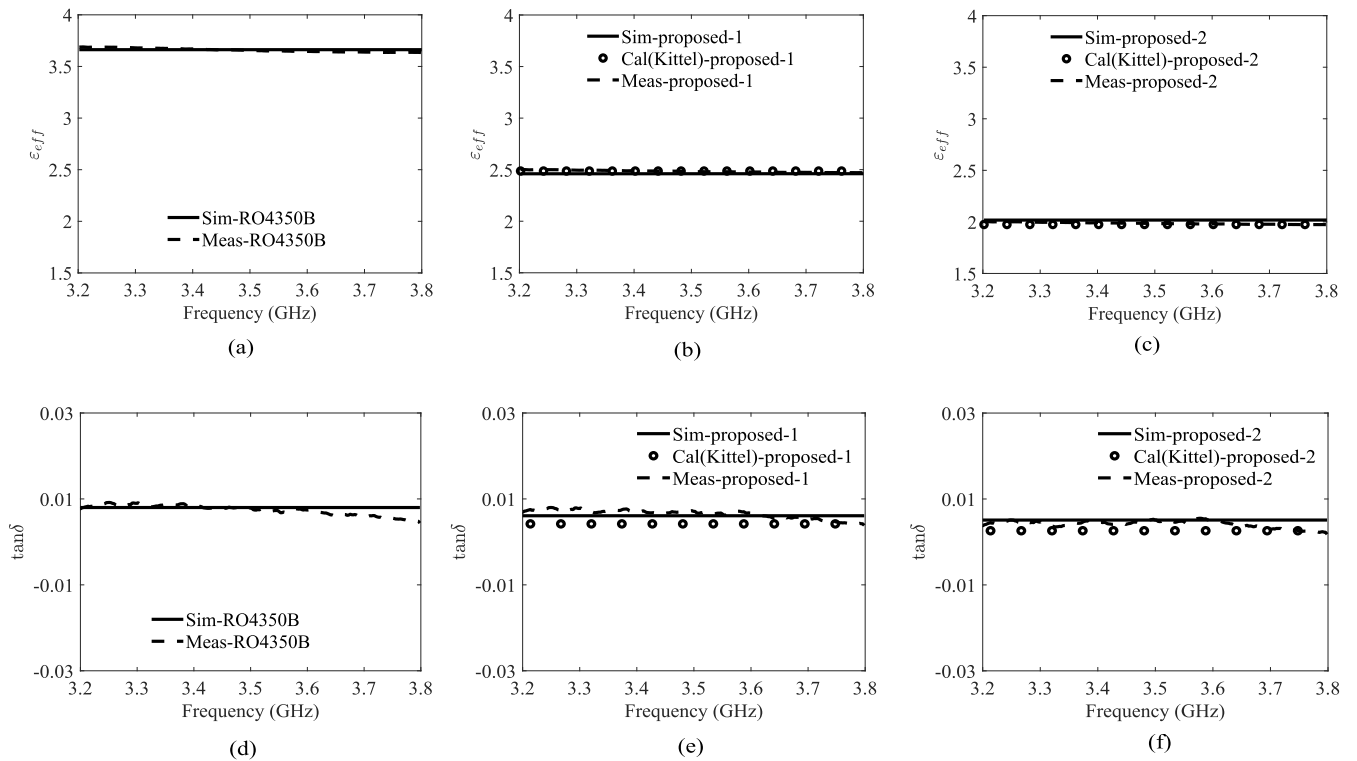 4
3.5
3
2.5
2
1.5
ε_eff
Sim-RO4350B
Meas-RO4350B
3.2 3.3 3.4 3.5 3.6 3.7 3.8
Frequency (GHz)
(a)
4
3.5
3
2.5
2
1.5
ε_eff
Sim-proposed-1
Cal(Kittel)-proposed-1
Meas-proposed-1
3.2 3.3 3.4 3.5 3.6 3.7 3.8
Frequency (GHz)
(b)
4
3.5
3
2.5
2
1.5
ε_eff
Sim-proposed-2
Cal(Kittel)-proposed-2
Meas-proposed-2
3.2 3.3 3.4 3.5 3.6 3.7 3.8
Frequency (GHz)
(c)
0.03
0.01
-0.01
-0.03
tanδ
Sim-RO4350B
Meas-RO4350B
3.2 3.3 3.4 3.5 3.6 3.7 3.8
Frequency (GHz)
(d)
0.03
0.01
-0.01
-0.03
tanδ
Sim-proposed-1
Cal(Kittel)-proposed-1
Meas-proposed-1
3.2 3.3 3.4 3.5 3.6 3.7 3.8
Frequency (GHz)
(e)
0.03
0.01
-0.01
-0.03
tanδ
Sim-proposed-2
Cal(Kittel)-proposed-2
Meas-proposed-2
3.2 3.3 3.4 3.5 3.6 3.7 3.8
Frequency (GHz)
(f)